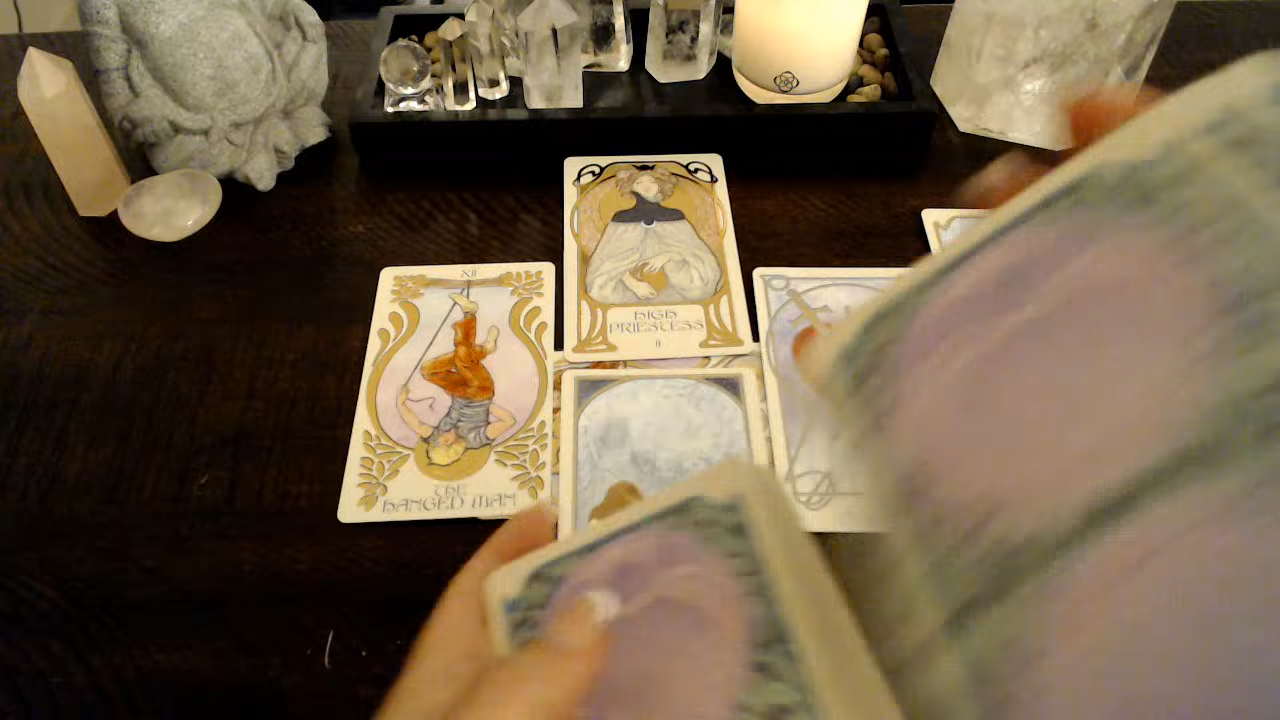 HIGH
PRIESTESS
II
XII
THE
HANGED MAN